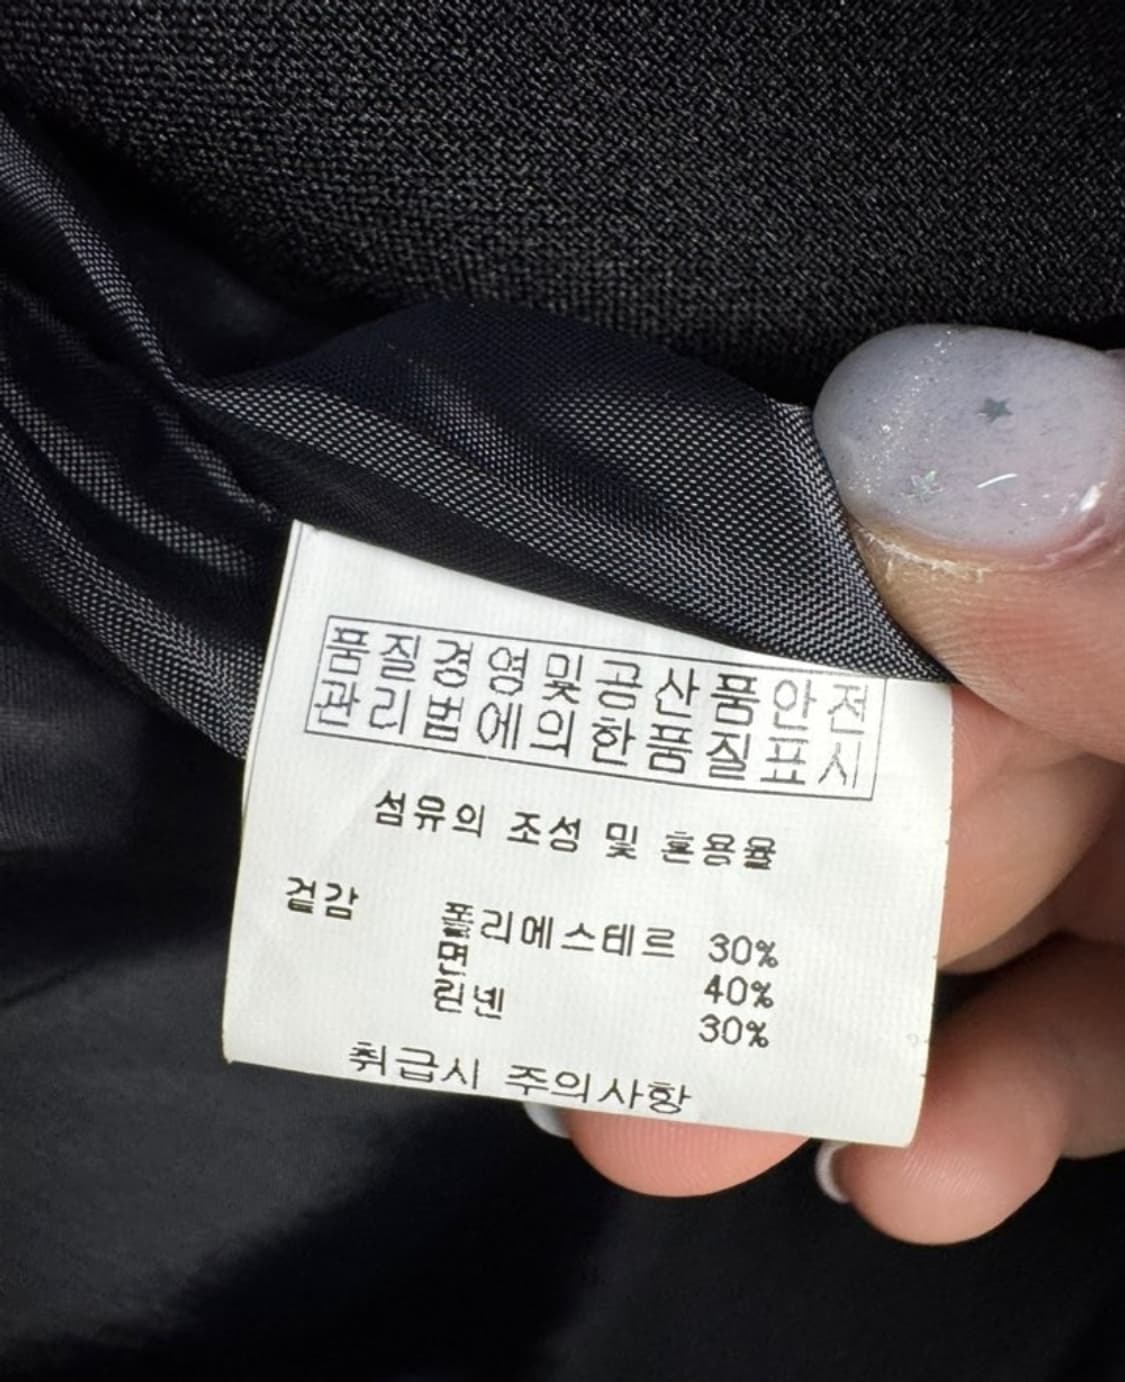 품질경영및공산품안전
관리법에의한품질표시
섬유의 조성 및 혼용율
겉감 폴리에스테르 30%
면 40%
린넨 30%
취급시 주의사항